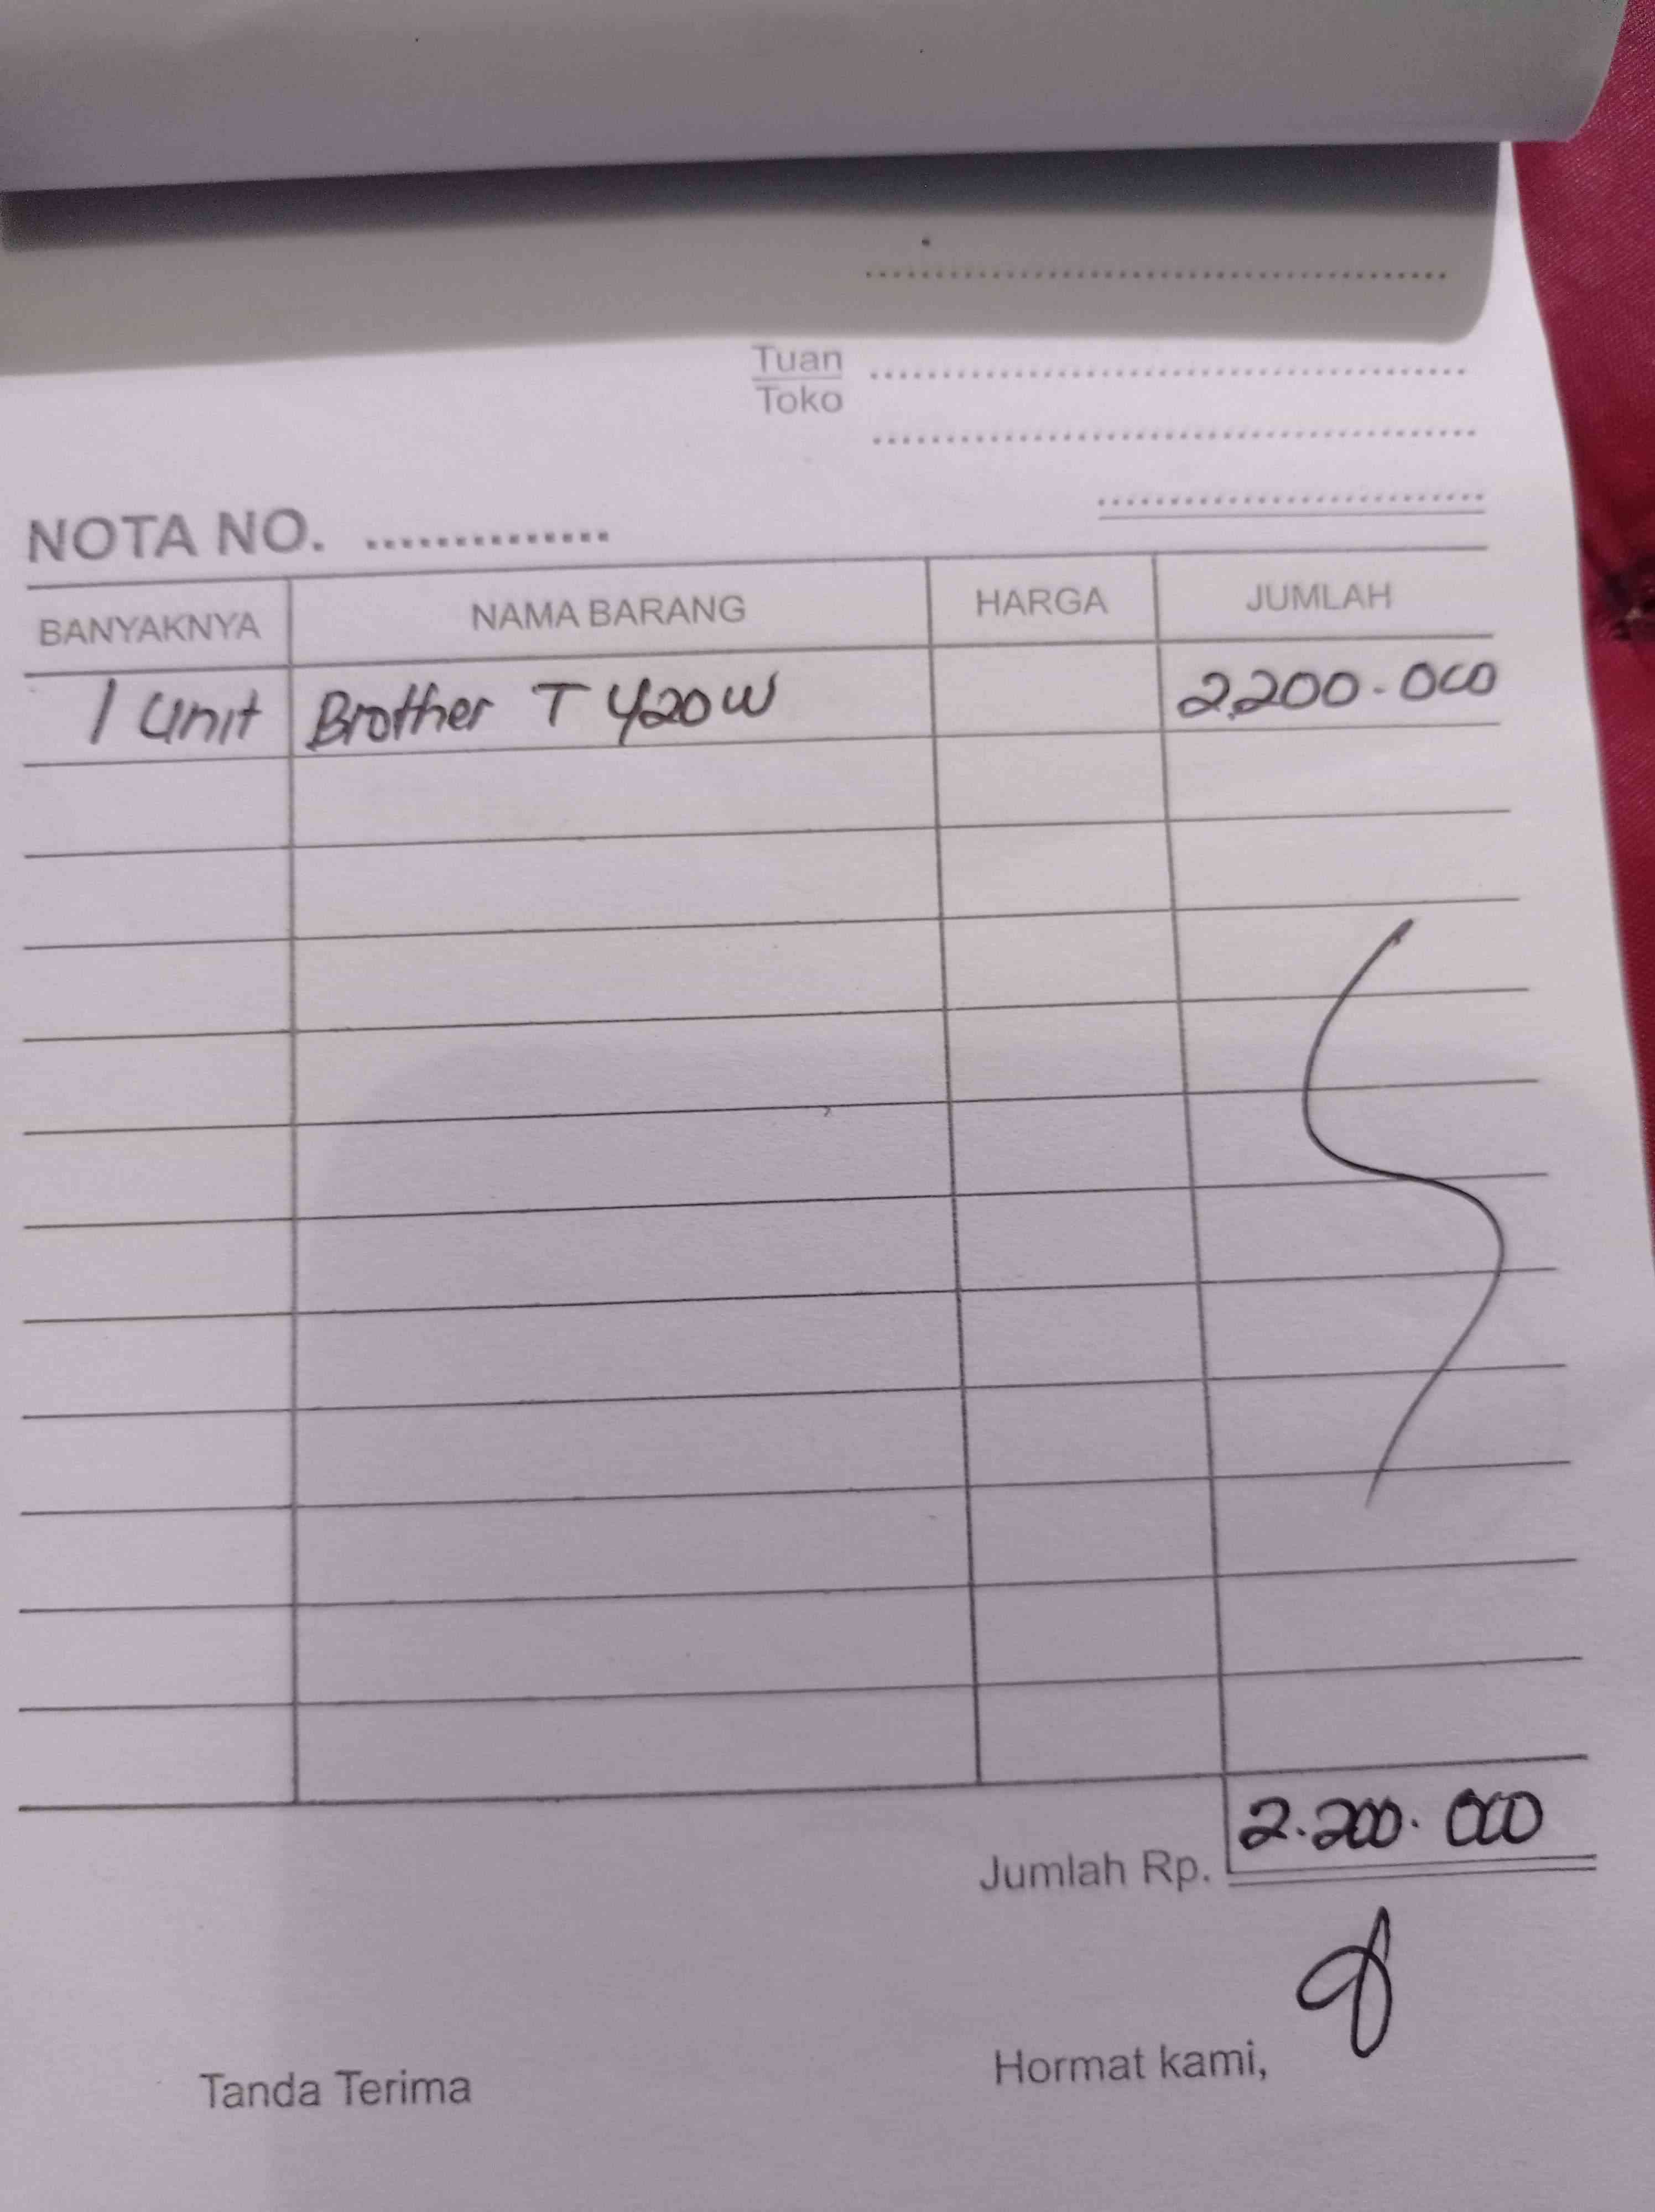 Tuan
Toko
NOTA NO. ..............
BANYAKNYA NAMA BARANG HARGA JUMLAH
1 Unit Brother T 420W 2.200.000
Jumlah Rp. 2.200.000
Hormat kami,
Tanda Terima